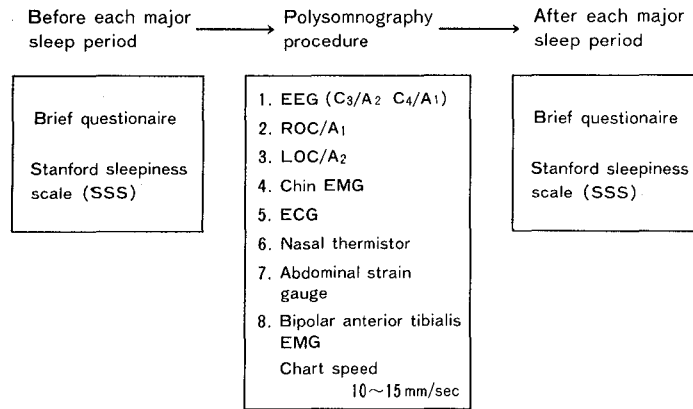 Before each major
sleep period
Polysomnography
procedure
After each major
sleep period
Brief questionaire
Stanford sleepiness
scale (SSS)
1. EEG (C₃/A₂ C₄/A₁)
2. ROC/A₁
3. LOC/A₂
4. Chin EMG
5. ECG
6. Nasal thermistor
7. Abdominal strain
gauge
8. Bipolar anterior tibialis
EMG
Chart speed
10～15 mm/sec
Brief questionaire
Stanford sleepiness
scale (SSS)